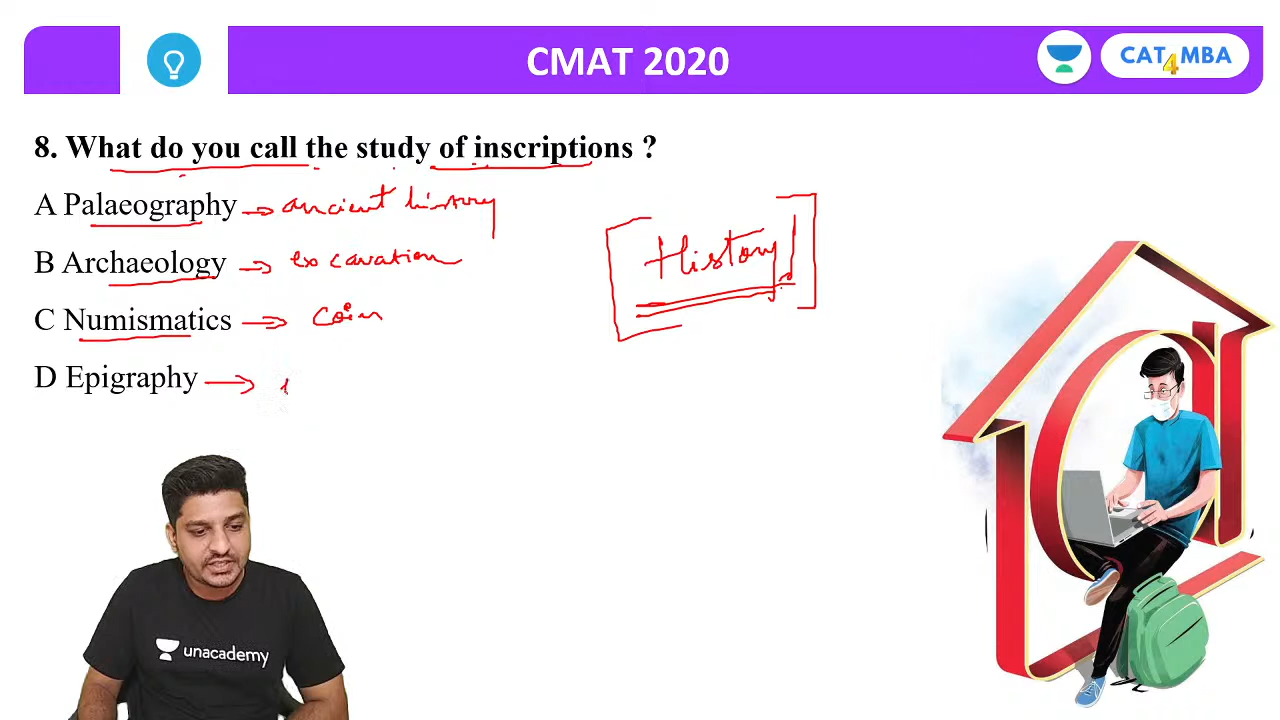 CMAT 2020
CAT4MBA
8. What do you call the study of inscriptions ?
A Palaeography → ancient history
B Archaeology → excavation
C Numismatics → coin
D Epigraphy →
History
unacademy